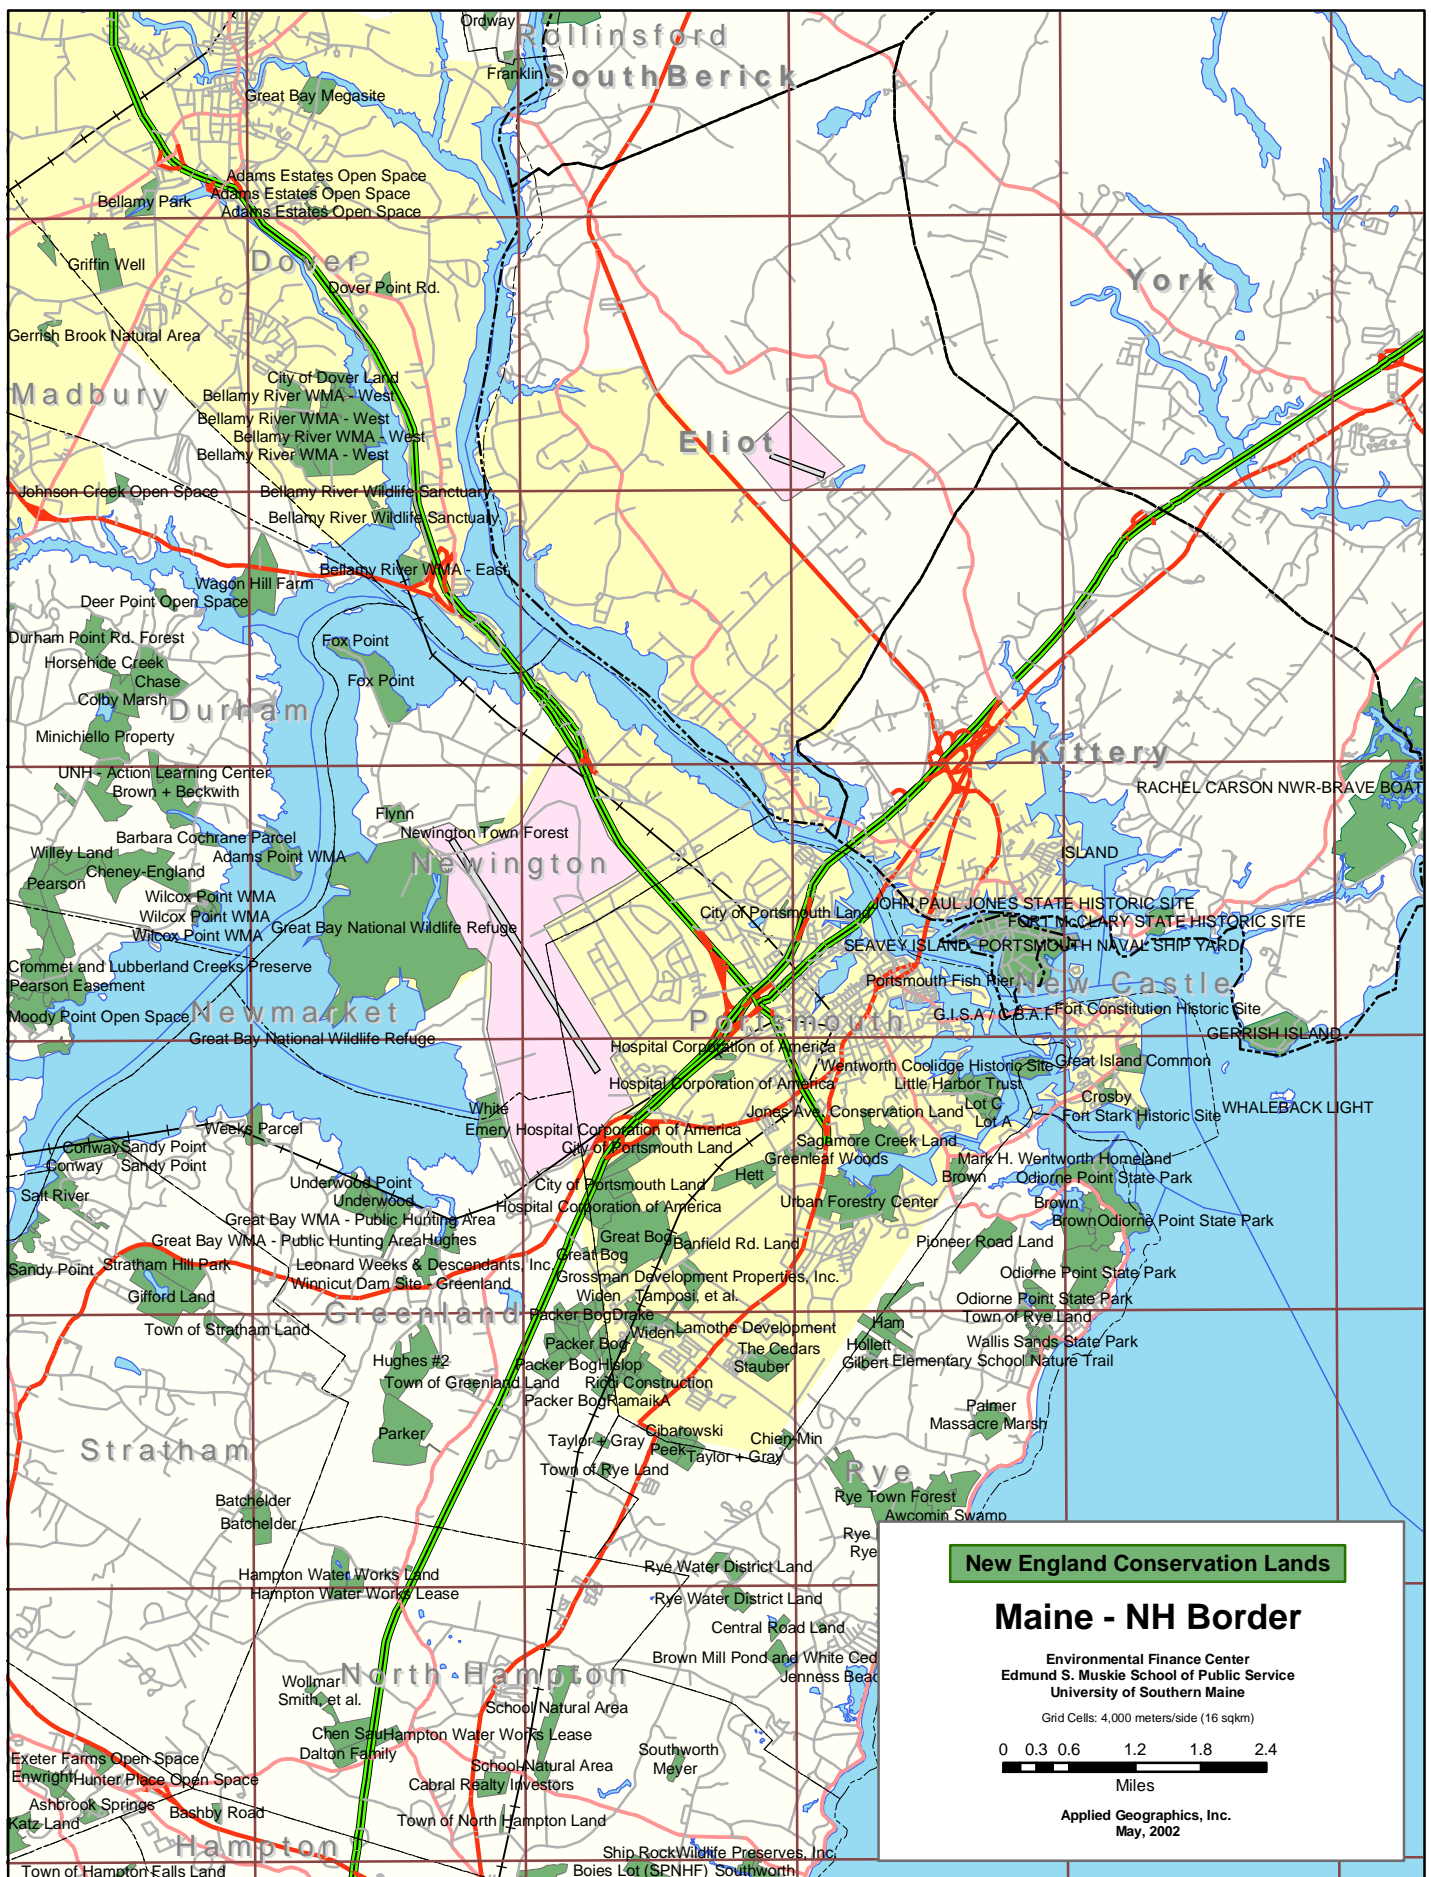 Ordway
Rollinsford
Franklin
SouthBerick
Great Bay Megasite
Adams Estates Open Space
Adams Estates Open Space
Bellamy Park
Adams Estates Open Space
Dover
Griffin Well
York
Dover Point Rd.
Gerrish Brook Natural Area
City of Dover Land
Madbury
Bellamy River WMA - West
Bellamy River WMA - West
Bellamy River WMA - West
Eliot
Bellamy River WMA - West
Johnson Creek Open Space
Bellamy River Wildlife Sanctuary
Bellamy River Wildlife Sanctuary
Bellamy River WMA - East
Wagon Hill Farm
Deer Point Open Space
Durham Point Rd. Forest
Fox Point
Horsehide Creek
Chase
Fox Point
Colby Marsh
Durham
Minichiello Property
Kittery
UNH - Action Learning Center
Brown + Beckwith
RACHEL CARSON NWR-BRAVE BOAT
Flynn
Newington Town Forest
Barbara Cochrane Parcel
Willey Land
Adams Point WMA
ISLAND
Newington
Cheney-England
Pearson
Wilcox Point WMA
JOHN PAUL JONES STATE HISTORIC SITE
City of Portsmouth Land
Wilcox Point WMA
FORT McCLARY STATE HISTORIC SITE
Great Bay National Wildlife Refuge
Wilcox Point WMA
SEAVEY ISLAND, PORTSMOUTH NAVAL SHIP YARD
Crommet and Lubberland Creeks Preserve
Portsmouth Fish Pier
New Castle
Pearson Easement
Newmarket
Moody Point Open Space
Portsmouth
G.I.S.A / C.B.A.F
Fort Constitution Historic Site
Great Bay National Wildlife Refuge
GERRISH ISLAND
Hospital Corporation of America
Wentworth Coolidge Historic Site
Great Island Common
Hospital Corporation of America
Little Harbor Trust
Crosby
White
Lot C
Jones Ave. Conservation Land
Fort Stark Historic Site
WHALEBACK LIGHT
Lot A
Weeks Parcel
Emery
Hospital Corporation of America
Conway
Sandy Point
City of Portsmouth Land
Sagamore Creek Land
Greenleaf Woods
Mark H. Wentworth Homeland
Conway
Sandy Point
Hett
Brown
Odiorne Point State Park
Underwood Point
City of Portsmouth Land
Salt River
Underwood
Hospital Corporation of America
Urban Forestry Center
Brown
Great Bay WMA - Public Hunting Area
Brown
Odiorne Point State Park
Great Bay WMA - Public Hunting Area
Hughes
Great Bog
Banfield Rd. Land
Pioneer Road Land
Great Bog
Sandy Point
Stratham Hill Park
Leonard Weeks & Descendants, Inc.
Odiorne Point State Park
Winnicut Dam Site - Greenland
Grossman Development Properties, Inc.
Gifford Land
Widen
Tamposi, et al.
Odiorne Point State Park
Greenland
Packer Bog
Drake
Town of Rye Land
Town of Stratham Land
Widen
Lamothe Development
Ham
Packer Bog
The Cedars
Hollett
Wallis Sands State Park
Hughes #2
Packer Bog
Hislop
Stauber
Gilbert
Elementary School Nature Trail
Town of Greenland Land
Ricci Construction
Packer Bog
RamaikA
Palmer
Massacre Marsh
Parker
Cibarowski
Taylor + Gray
Peek
Chien-Min
Stratham
Taylor + Gray
Town of Rye Land
Rye
Rye Town Forest
Batchelder
Awcomin Swamp
Batchelder
Rye
Rye
Rye Water District Land
Hampton Water Works Land
Hampton Water Works Lease
Rye Water District Land
Central Road Land
Brown Mill Pond and White Ced
North Hampton
Jenness Beac
Wollmar
Smith, et al.
School Natural Area
Chen Sau
Hampton Water Works Lease
Dalton Family
Southworth
Exeter Farms Open Space
School Natural Area
Meyer
Enwright
Hunter Place Open Space
Cabral Realty Investors
Ashbrook Springs
Bashby Road
Katz Land
Town of North Hampton Land
Hampton
Ship Rock
Wildlife Preserves, Inc.
Town of Hampton Falls Land
Boies Lot (SPNHF)
Southworth
New England Conservation Lands
Maine - NH Border
Environmental Finance Center
Edmund S. Muskie School of Public Service
University of Southern Maine
Grid Cells: 4,000 meters/side (16 sqkm)
0 0.3 0.6 1.2 1.8 2.4
Miles
Applied Geographics, Inc.
May, 2002